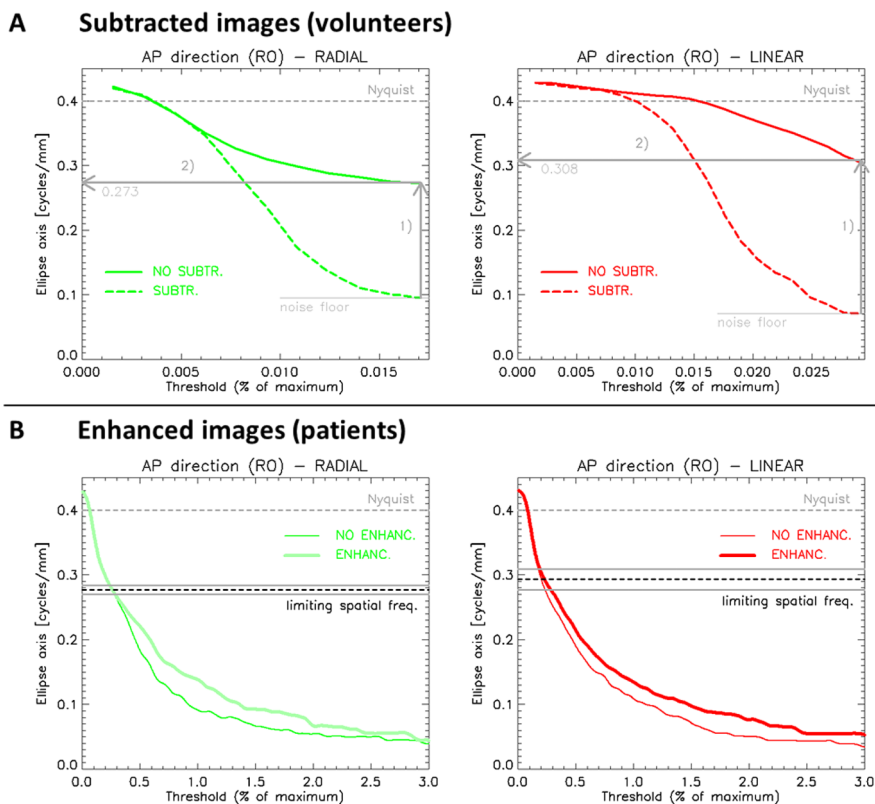 A Subtracted images (volunteers)
AP direction (RO) – RADIAL
Ellipse axis [cycles/mm]
0.4
0.3
0.2
0.1
0.0
Nyquist
2)
0.273
1)
NO SUBTR.
SUBTR.
noise floor
0.000 0.005 0.010 0.015
Threshold (% of maximum)
AP direction (RO) – LINEAR
Ellipse axis [cycles/mm]
0.4
0.3
0.2
0.1
0.0
Nyquist
2)
0.308
1)
NO SUBTR.
SUBTR.
noise floor
0.000 0.005 0.010 0.015 0.020 0.025
Threshold (% of maximum)
B Enhanced images (patients)
AP direction (RO) – RADIAL
Ellipse axis [cycles/mm]
0.4
0.3
0.2
0.1
0.0
Nyquist
NO ENHANC.
ENHANC.
limiting spatial freq.
0.0 0.5 1.0 1.5 2.0 2.5 3.0
Threshold (% of maximum)
AP direction (RO) – LINEAR
Ellipse axis [cycles/mm]
0.4
0.3
0.2
0.1
0.0
Nyquist
NO ENHANC.
ENHANC.
limiting spatial freq.
0.0 0.5 1.0 1.5 2.0 2.5 3.0
Threshold (% of maximum)